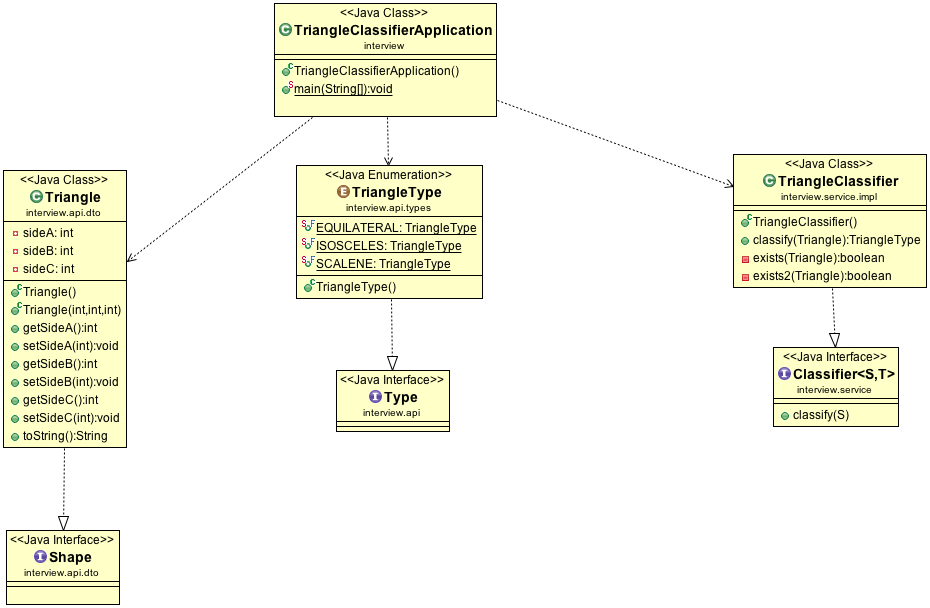 <<Java Class>>
TriangleClassifierApplication
interview
TriangleClassifierApplication()
main(String[]):void
<<Java Class>>
Triangle
interview.api.dto
sideA: int
sideB: int
sideC: int
Triangle()
Triangle(int,int,int)
getSideA():int
setSideA(int):void
getSideB():int
setSideB(int):void
getSideC():int
setSideC(int):void
toString():String
<<Java Enumeration>>
TriangleType
interview.api.types
EQUILATERAL: TriangleType
ISOSCELES: TriangleType
SCALENE: TriangleType
TriangleType()
<<Java Class>>
TriangleClassifier
interview.service.impl
TriangleClassifier()
classify(Triangle):TriangleType
exists(Triangle):boolean
exists2(Triangle):boolean
<<Java Interface>>
Type
interview.api
<<Java Interface>>
Classifier<S,T>
interview.service
classify(S)
<<Java Interface>>
Shape
interview.api.dto